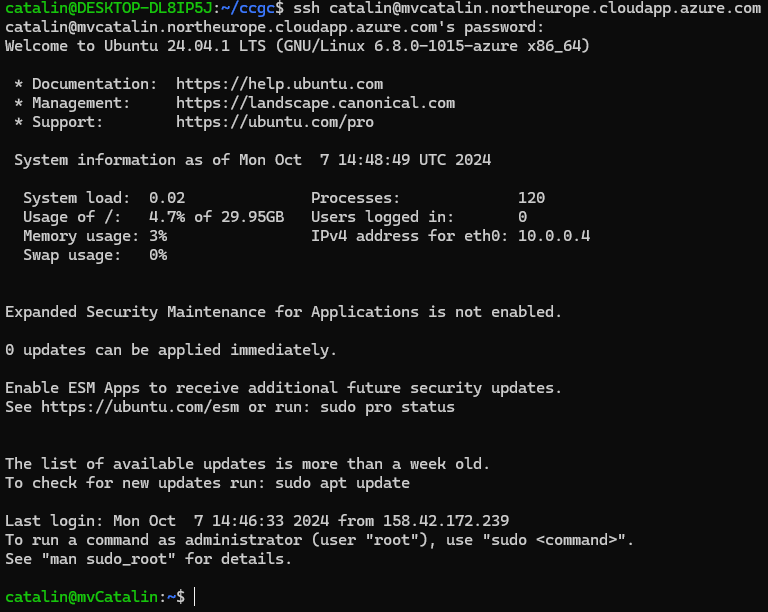 catalin@DESKTOP-DL8IP5J:~/ccgc$ ssh catalin@mvcatalin.northeurope.cloudapp.azure.com
catalin@mvcatalin.northeurope.cloudapp.azure.com's password:
Welcome to Ubuntu 24.04.1 LTS (GNU/Linux 6.8.0-1015-azure x86_64)

 * Documentation:  https://help.ubuntu.com
 * Management:     https://landscape.canonical.com
 * Support:        https://ubuntu.com/pro

 System information as of Mon Oct  7 14:48:49 UTC 2024

  System load:  0.02              Processes:             120
  Usage of /:   4.7% of 29.95GB   Users logged in:       0
  Memory usage: 3%                IPv4 address for eth0: 10.0.0.4
  Swap usage:   0%


Expanded Security Maintenance for Applications is not enabled.

0 updates can be applied immediately.

Enable ESM Apps to receive additional future security updates.
See https://ubuntu.com/esm or run: sudo pro status


The list of available updates is more than a week old.
To check for new updates run: sudo apt update

Last login: Mon Oct  7 14:46:33 2024 from 158.42.172.239
To run a command as administrator (user "root"), use "sudo <command>".
See "man sudo_root" for details.

catalin@mvCatalin:~$